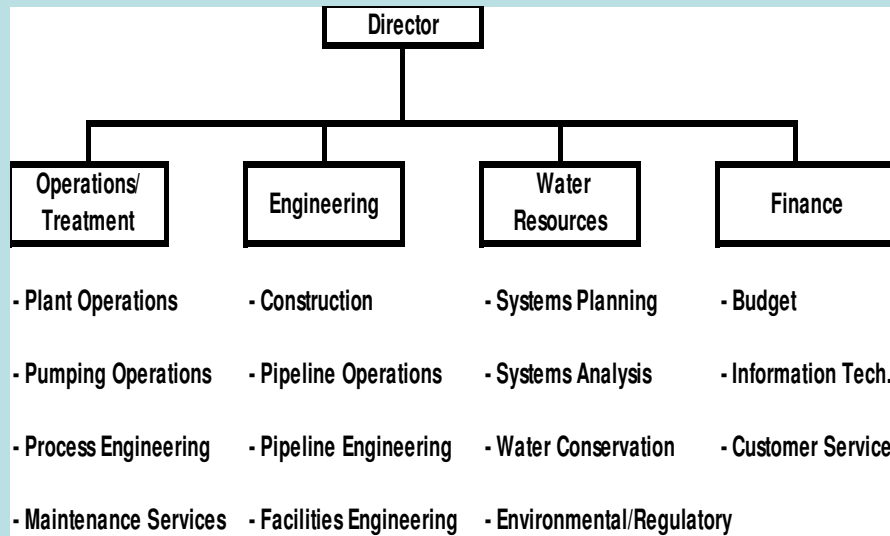 Director
Operations/
Treatment
Engineering
Water
Resources
Finance
- Plant Operations
- Construction
- Systems Planning
- Budget
- Pumping Operations
- Pipeline Operations
- Systems Analysis
- Information Tech.
- Process Engineering
- Pipeline Engineering
- Water Conservation
- Customer Service
- Maintenance Services
- Facilities Engineering
- Environmental/Regulatory